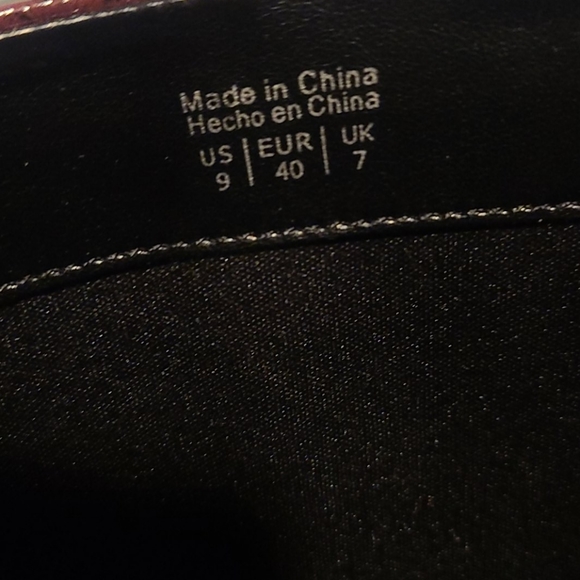 Made in China
Hecho en China
US | EUR | UK
9 | 40 | 7